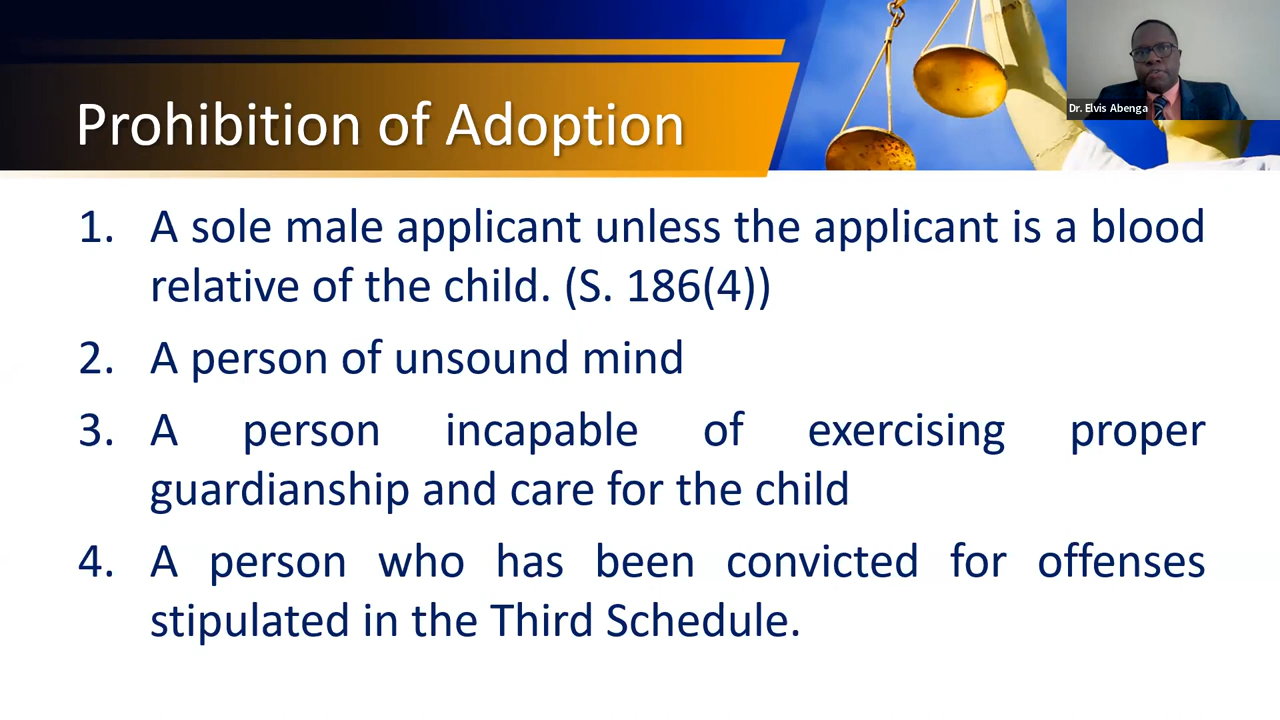 Prohibition of Adoption
Dr. Elvis Abenga
1. A sole male applicant unless the applicant is a blood
relative of the child. (S. 186(4))
2. A person of unsound mind
3. A person incapable of exercising proper
guardianship and care for the child
4. A person who has been convicted for offenses
stipulated in the Third Schedule.